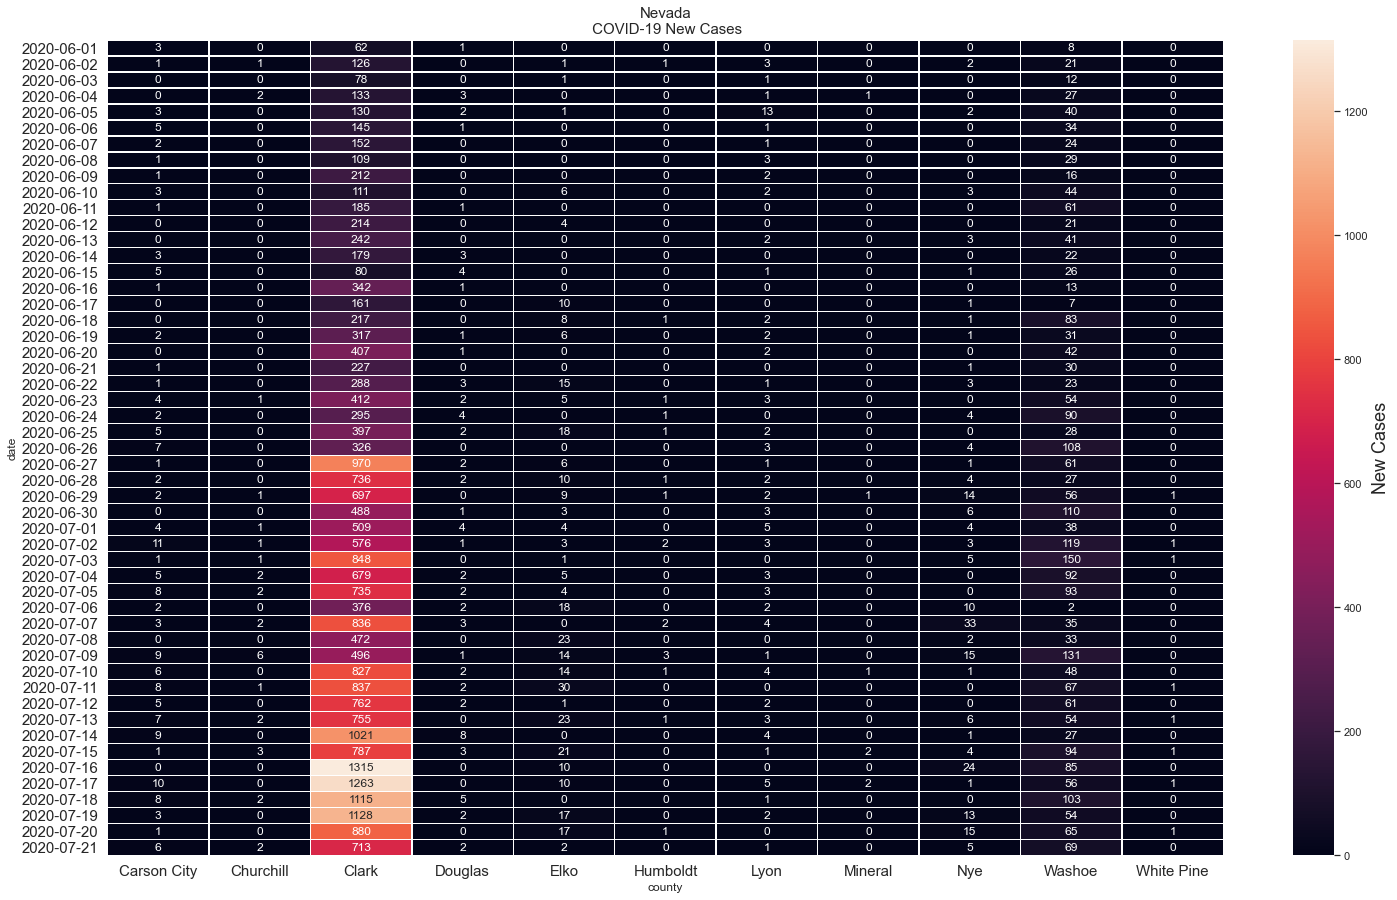 Nevada
COVID-19 New Cases
2020-06-01 3 0 62 1 0 0 0 0 0 8 0
2020-06-02 1 1 126 0 1 1 3 0 2 21 0
2020-06-03 0 0 78 0 1 0 1 0 0 12 0
2020-06-04 0 2 133 3 0 0 1 1 0 27 0
2020-06-05 3 0 130 2 1 0 13 0 2 40 0
2020-06-06 5 0 145 1 0 0 1 0 0 34 0
2020-06-07 2 0 152 0 0 0 1 0 0 24 0
2020-06-08 1 0 109 0 0 0 3 0 0 29 0
2020-06-09 1 0 212 0 0 0 2 0 0 16 0
2020-06-10 3 0 111 0 6 0 2 0 3 44 0
2020-06-11 1 0 185 1 0 0 0 0 0 61 0
2020-06-12 0 0 214 0 4 0 0 0 0 21 0
2020-06-13 0 0 242 0 0 0 2 0 3 41 0
2020-06-14 3 0 179 3 0 0 0 0 0 22 0
2020-06-15 5 0 80 4 0 0 1 0 1 26 0
2020-06-16 1 0 342 1 0 0 0 0 0 13 0
2020-06-17 0 0 161 0 10 0 0 0 1 7 0
2020-06-18 0 0 217 0 8 1 2 0 1 83 0
2020-06-19 2 0 317 1 6 0 2 0 1 31 0
2020-06-20 0 0 407 1 0 0 2 0 0 42 0
2020-06-21 1 0 227 0 0 0 0 0 1 30 0
2020-06-22 1 0 288 3 15 0 1 0 3 23 0
2020-06-23 4 1 412 2 5 1 3 0 0 54 0
2020-06-24 2 0 295 4 0 1 0 1 4 90 0
2020-06-25 5 0 397 2 18 1 2 0 0 28 0
2020-06-26 7 0 326 0 0 0 3 0 4 108 0
2020-06-27 1 0 970 2 6 0 1 0 1 61 0
2020-06-28 2 0 736 2 10 1 2 0 4 27 0
2020-06-29 2 1 697 0 9 1 2 1 14 56 1
2020-06-30 0 0 488 1 3 0 3 0 6 110 0
2020-07-01 4 1 509 4 4 0 5 0 4 38 0
2020-07-02 11 1 576 1 3 2 3 0 3 119 1
2020-07-03 1 1 848 0 1 0 0 0 5 150 1
2020-07-04 5 2 679 2 5 0 3 0 0 92 0
2020-07-05 8 2 735 2 4 0 3 0 0 93 0
2020-07-06 2 0 376 2 18 0 2 0 10 2 0
2020-07-07 3 2 836 3 0 2 4 0 33 35 0
2020-07-08 0 0 472 0 23 0 0 0 2 33 0
2020-07-09 9 6 496 1 14 3 1 0 15 131 0
2020-07-10 6 0 827 2 14 1 4 1 1 48 0
2020-07-11 8 1 837 2 30 0 0 0 0 67 1
2020-07-12 5 0 762 2 1 0 2 0 0 61 0
2020-07-13 7 2 755 0 23 1 3 0 6 54 1
2020-07-14 9 0 1021 8 0 0 4 0 1 27 0
2020-07-15 1 3 787 3 21 0 1 2 4 94 1
2020-07-16 0 0 1315 0 10 0 0 0 24 85 0
2020-07-17 10 0 1263 0 10 0 5 2 1 56 1
2020-07-18 8 2 1115 5 0 0 1 0 0 103 0
2020-07-19 3 0 1128 2 17 0 2 0 13 54 0
2020-07-20 1 0 880 0 17 1 0 0 15 65 1
2020-07-21 6 2 713 2 2 0 1 0 5 69 0
Carson City Churchill Clark Douglas Elko Humboldt Lyon Mineral Nye Washoe White Pine
county
date
1200
1000
800
600
400
200
0
New Cases